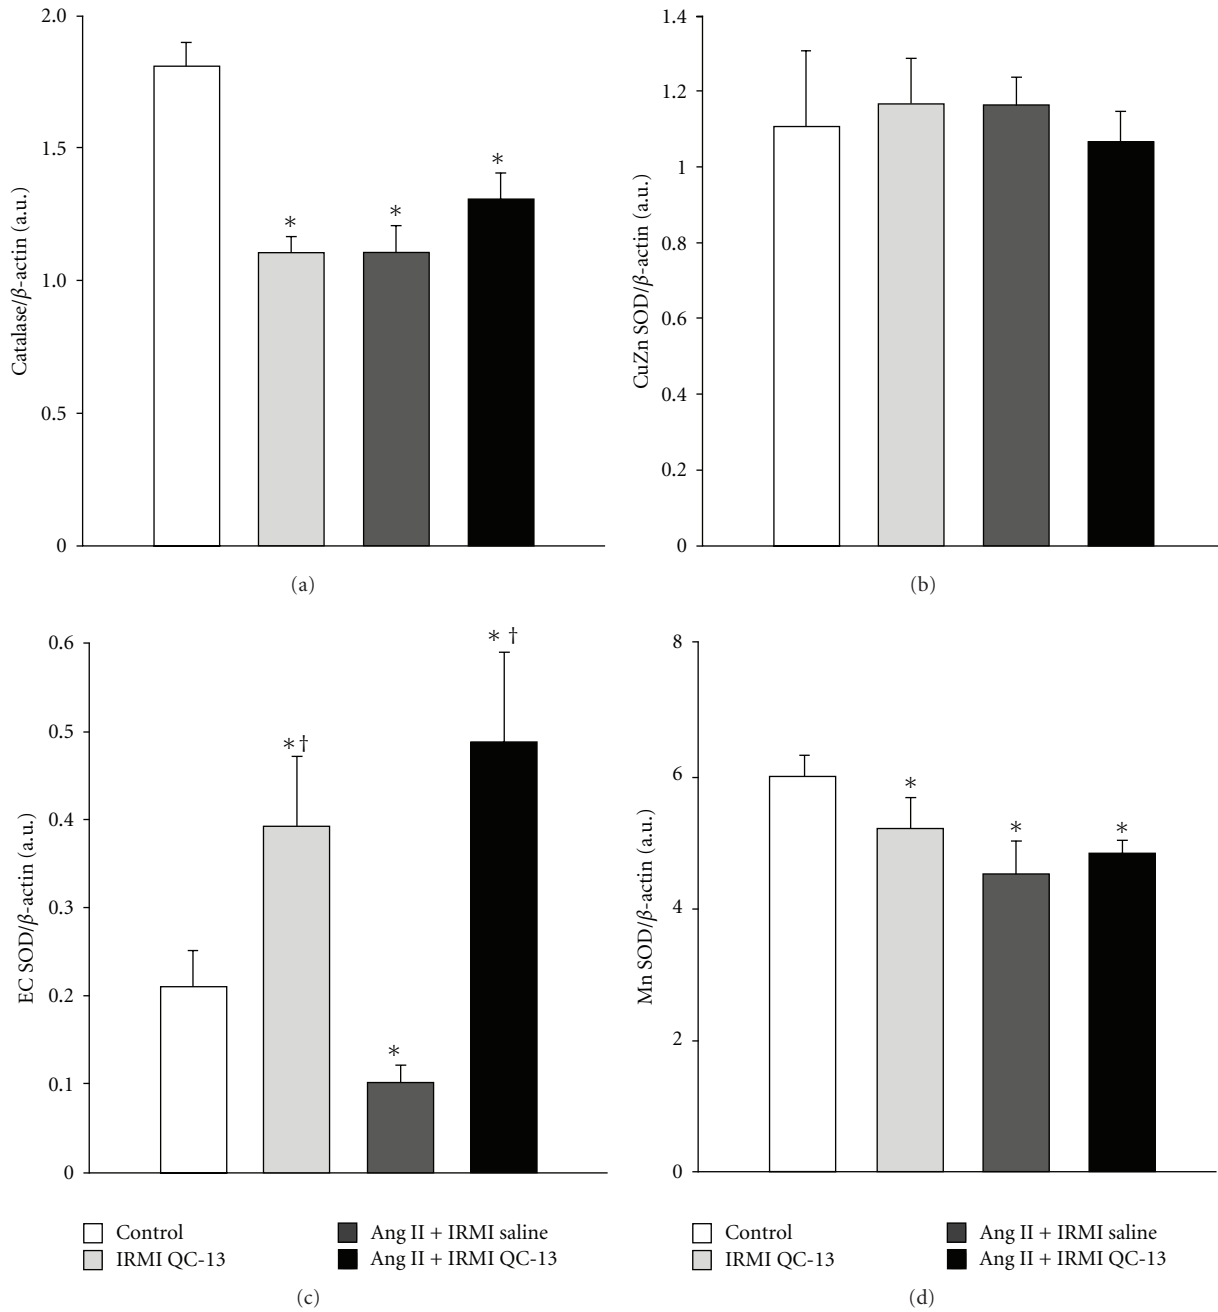 2.0
1.5
1.0
0.5
0
Catalase/β-actin (a.u.)
*
*
*
(a)
1.4
1.2
1
0.8
0.6
0.4
0.2
0
CuZn SOD/β-actin (a.u.)
(b)
0.6
0.5
0.4
0.3
0.2
0.1
0
EC SOD/β-actin (a.u.)
* †
*
* †
Control
IRMI QC-13
Ang II + IRMI saline
Ang II + IRMI QC-13
(c)
8
6
4
2
0
Mn SOD/β-actin (a.u.)
*
*
*
Control
IRMI QC-13
Ang II + IRMI saline
Ang II + IRMI QC-13
(d)